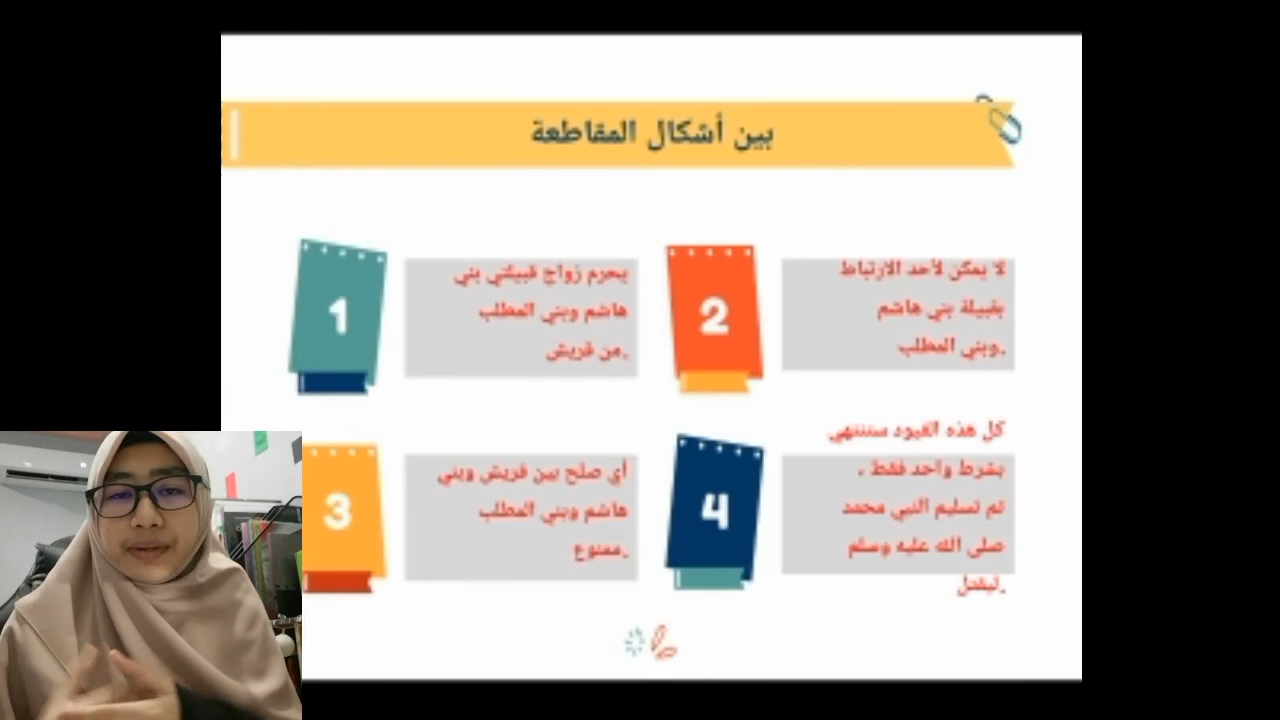 بين أشكال المقاطعة
1
يحرم زواج قبيلتي بني
هاشم وبني المطلب
.من قريش
2
لا يمكن لأحد الارتباط
بقبيلة بني هاشم
.وبني المطلب
3
أي صلح بين قريش وبني
هاشم وبني المطلب
.ممنوع
4
كل هذه القيود ستنتهي
بشرط واحد فقط ،
تم تسليم النبي محمد
صلى الله عليه وسلم
.ليقتل